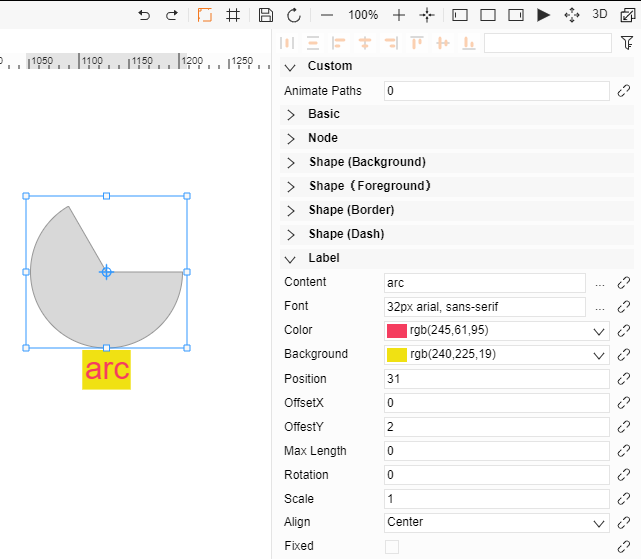 100%
3D
0
1050
1100
1150
1200
1250
Custom
Animate Paths 0
Basic
Node
Shape (Background)
Shape（Foreground）
Shape (Border)
Shape (Dash)
Label
Content arc ...
Font 32px arial, sans-serif ...
Color rgb(245,61,95)
Background rgb(240,225,19)
Position 31
OffsetX 0
OffestY 2
Max Length 0
Rotation 0
Scale 1
Align Center
Fixed
arc